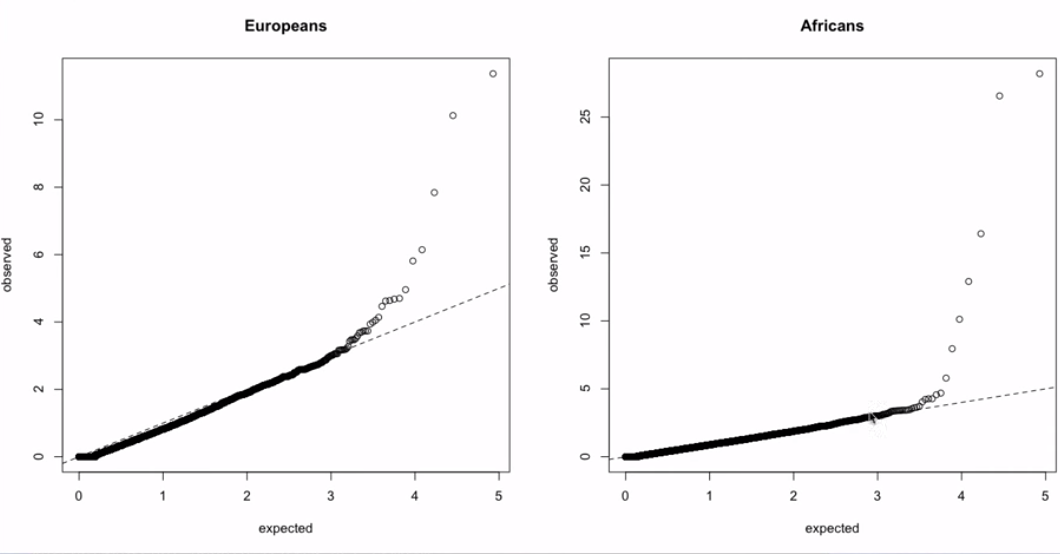 Europeans
observed
10
8
6
4
2
0
0 1 2 3 4 5
expected
Africans
observed
25
20
15
10
5
0
0 1 2 3 4 5
expected